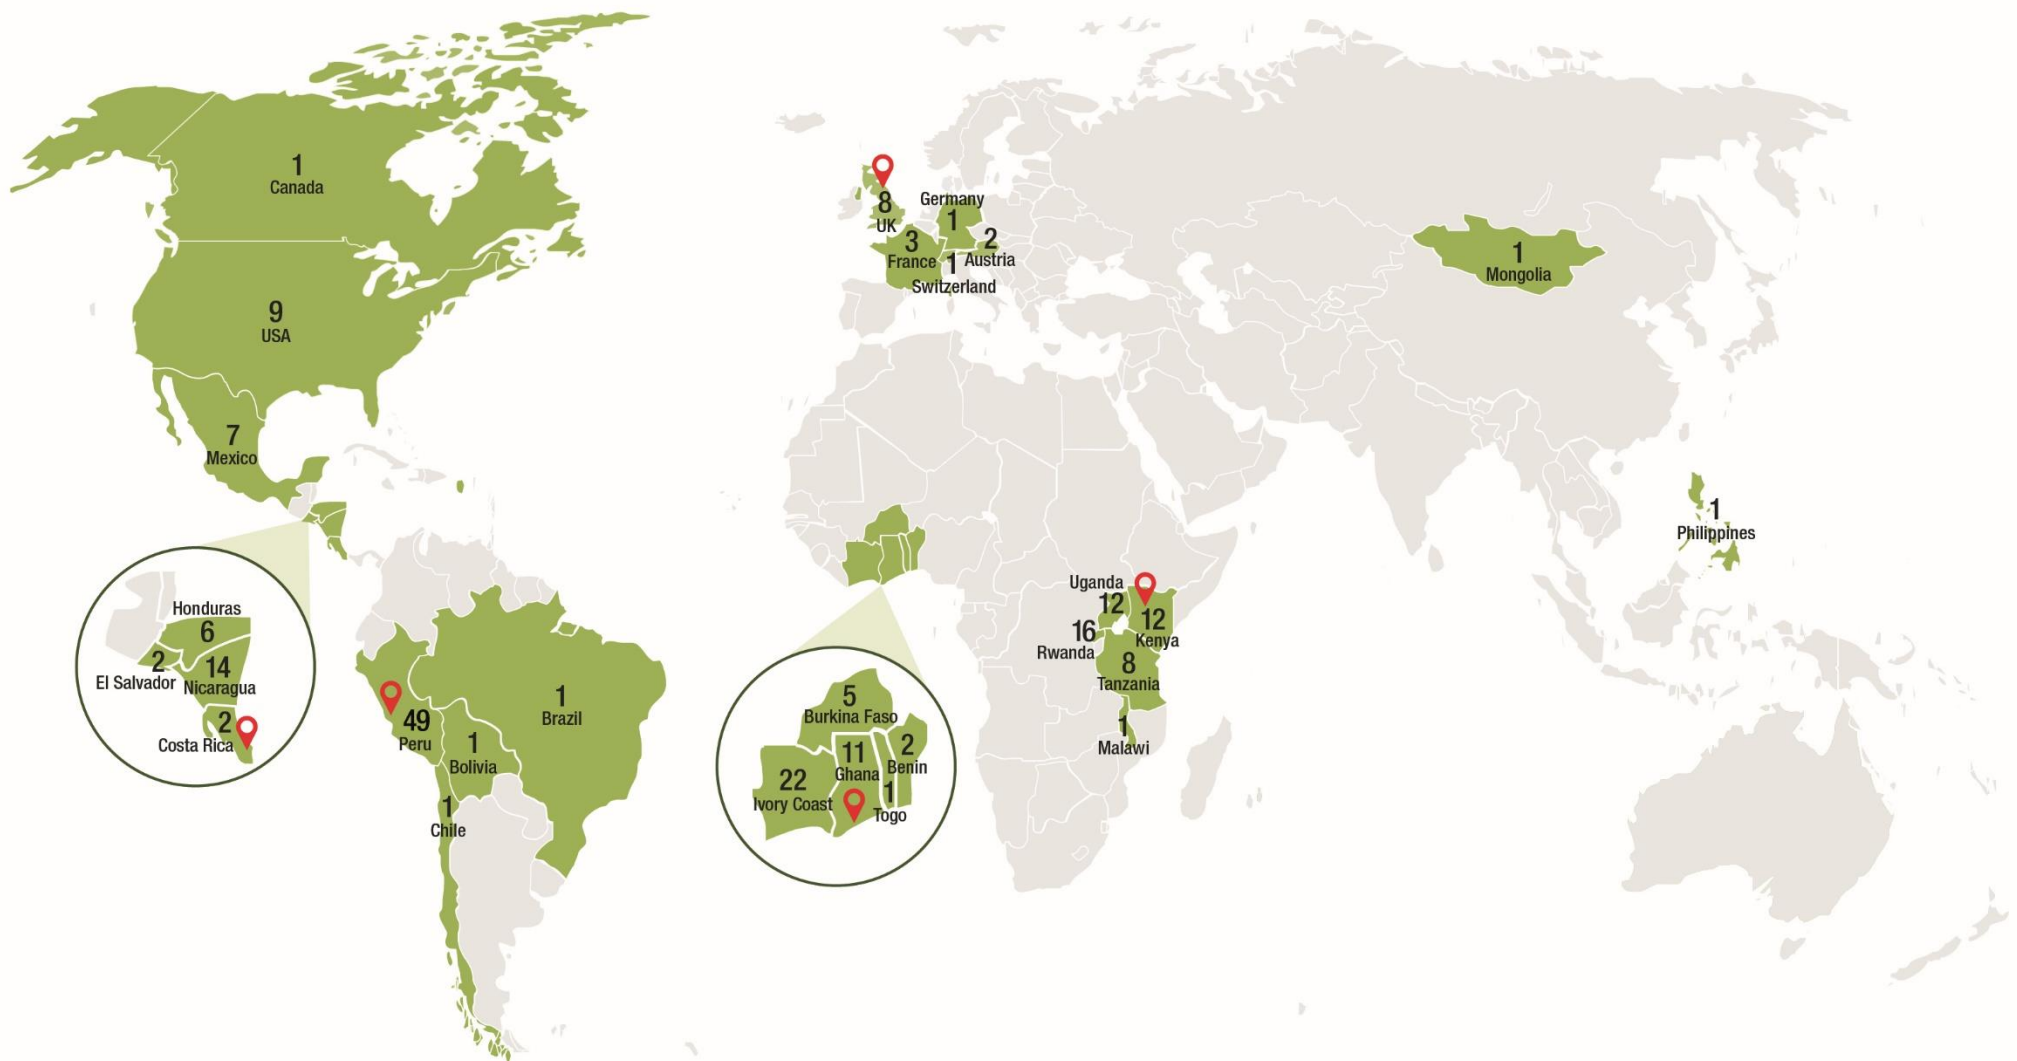 1
Canada
9
USA
7
Mexico
Honduras
6
2
El Salvador
14
Nicaragua
2
Costa Rica
49
Peru
1
Bolivia
1
Brazil
1
Chile
8
UK
Germany
1
3
France
2
Austria
1
Switzerland
5
Burkina Faso
22
Ivory Coast
11
Ghana
2
Benin
1
Togo
Uganda
12
12
Kenya
16
Rwanda
8
Tanzania
1
Malawi
1
Mongolia
1
Philippines